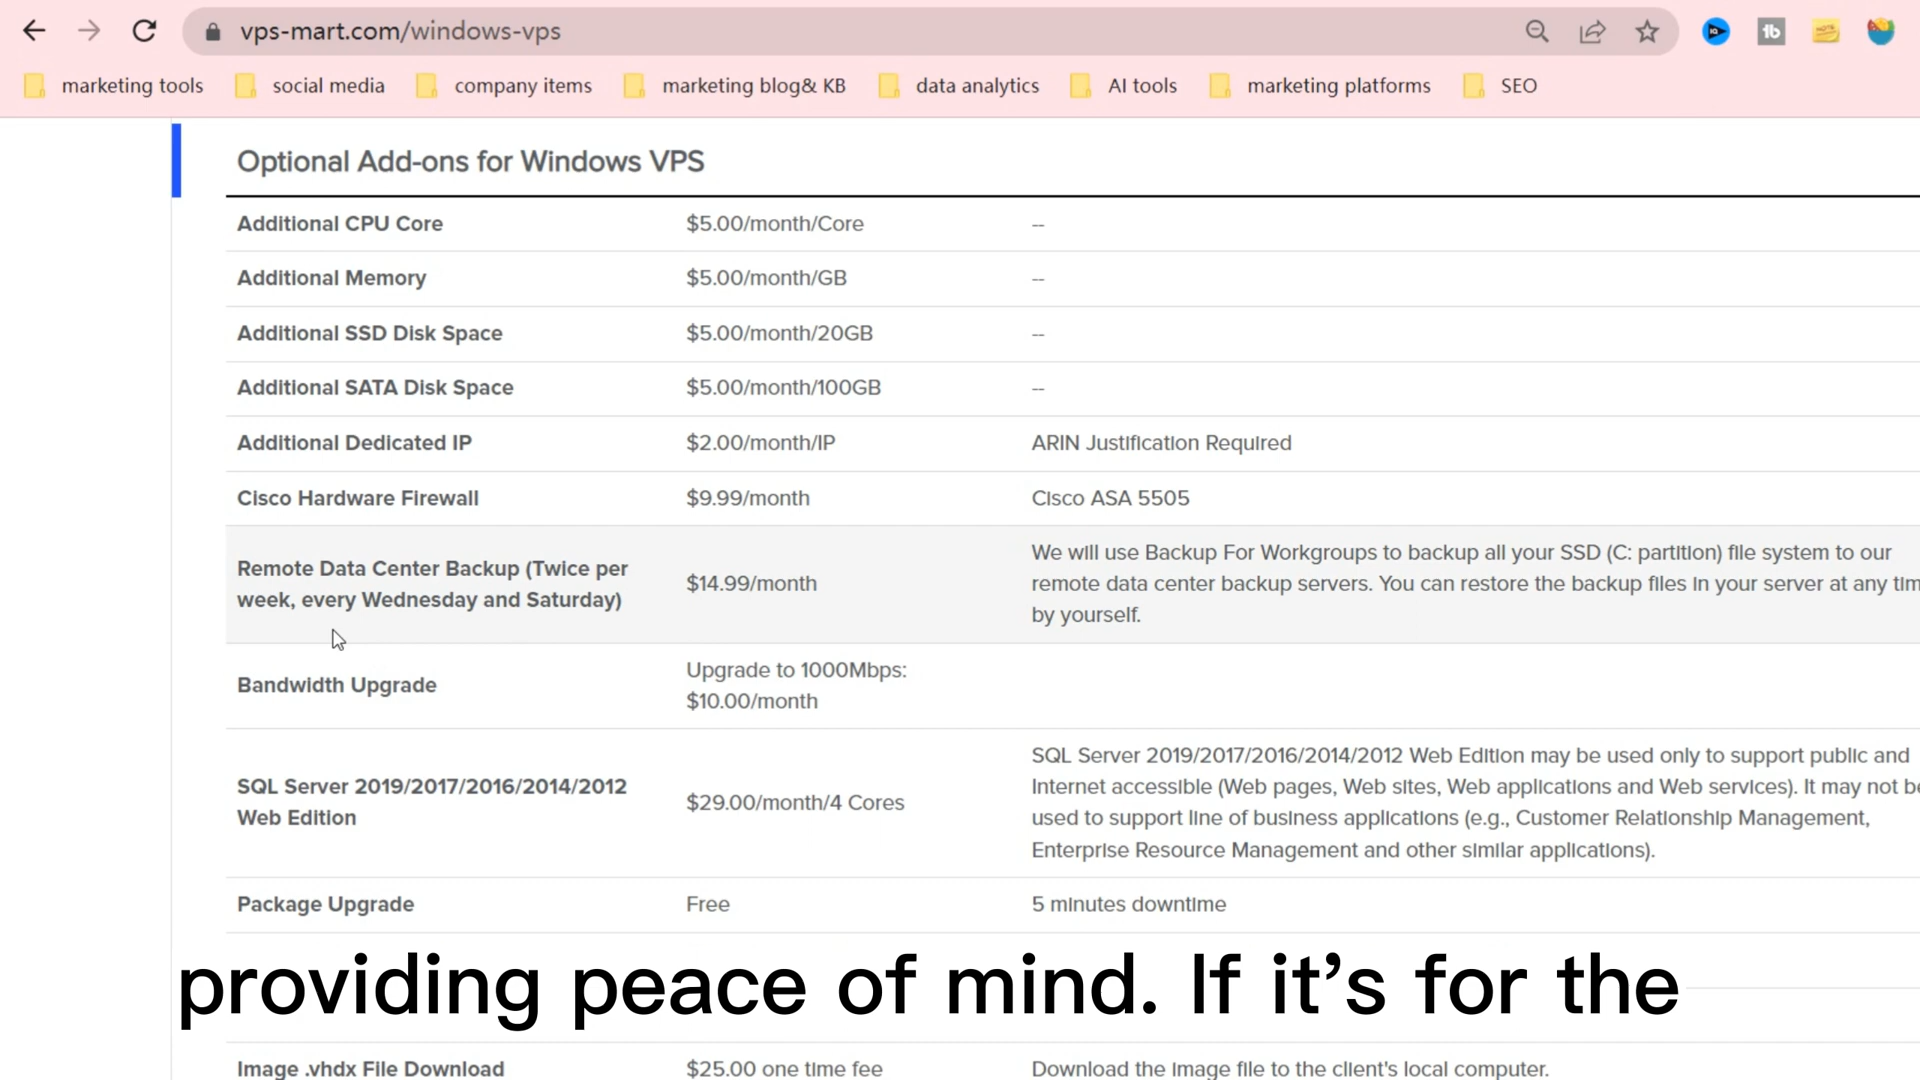 vps-mart.com/windows-vps
marketing tools social media company items marketing blog& KB data analytics AI tools marketing platforms SEO
Optional Add-ons for Windows VPS
Additional CPU Core $5.00/month/Core --
Additional Memory $5.00/month/GB --
Additional SSD Disk Space $5.00/month/20GB --
Additional SATA Disk Space $5.00/month/100GB --
Additional Dedicated IP $2.00/month/IP ARIN Justification Required
Cisco Hardware Firewall $9.99/month Cisco ASA 5505
Remote Data Center Backup (Twice per
week, every Wednesday and Saturday)
$14.99/month
We will use Backup For Workgroups to backup all your SSD (C: partition) file system to our
remote data center backup servers. You can restore the backup files in your server at any tim
by yourself.
Bandwidth Upgrade
Upgrade to 1000Mbps:
$10.00/month
SQL Server 2019/2017/2016/2014/2012
Web Edition
$29.00/month/4 Cores
SQL Server 2019/2017/2016/2014/2012 Web Edition may be used only to support public and
Internet accessible (Web pages, Web sites, Web applications and Web services). It may not be
used to support line of business applications (e.g., Customer Relationship Management,
Enterprise Resource Management and other similar applications).
Package Upgrade Free 5 minutes downtime
providing peace of mind. If it's for the
Image .vhdx File Download $25.00 one time fee Download the image file to the client's local computer.